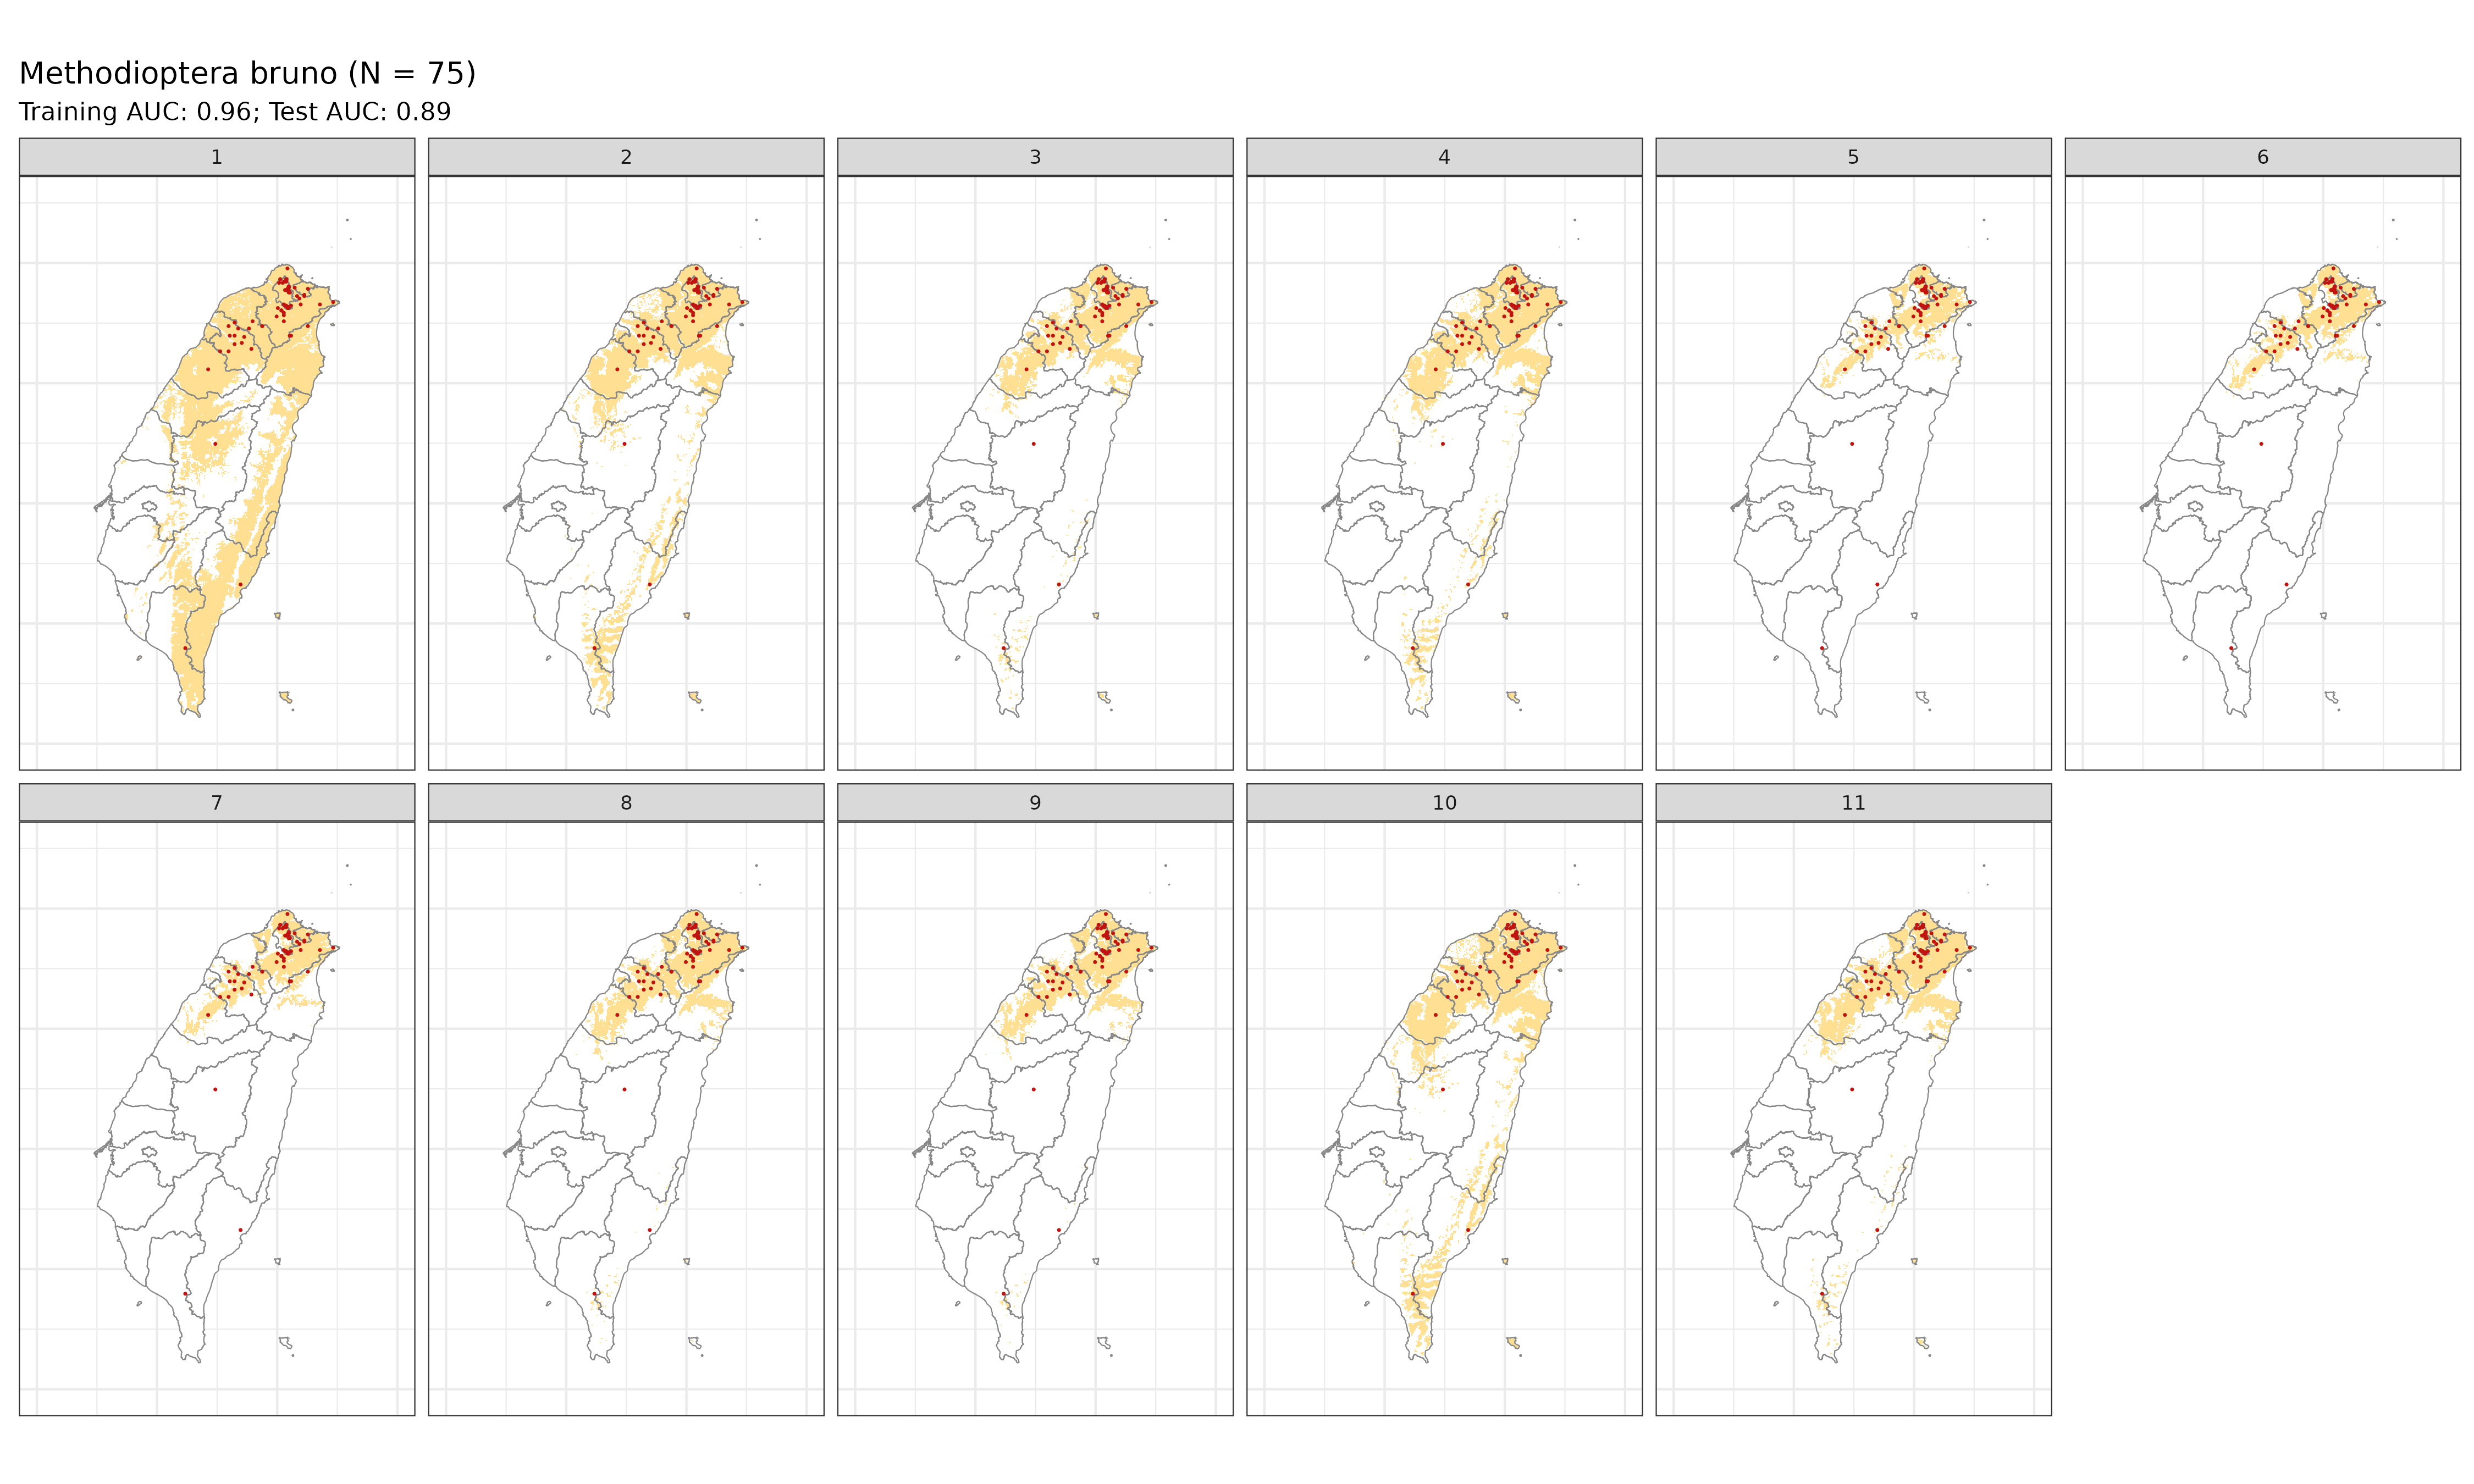 Methodioptera bruno (N = 75)
Training AUC: 0.96; Test AUC: 0.89
1 2 3 4 5 6
7 8 9 10 11